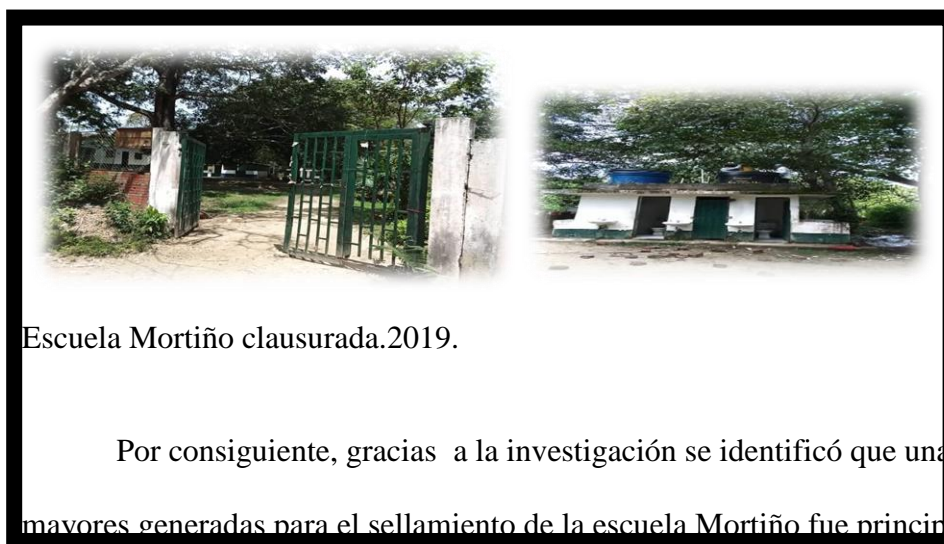 Escuela Mortiño clausurada.2019.
Por consiguiente, gracias a la investigación se identificó que una
mayores generadas para el sellamiento de la escuela Mortiño fue